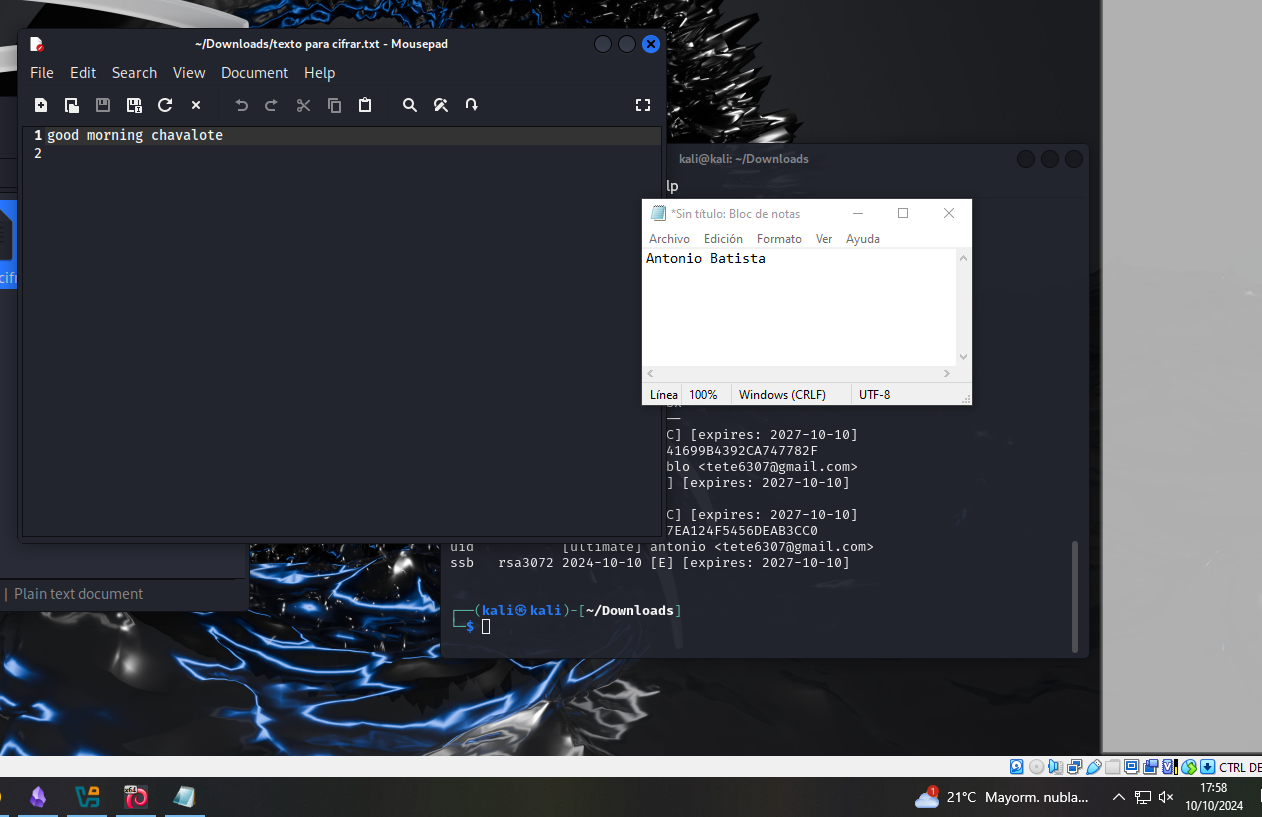 ~/Downloads/texto para cifrar.txt - Mousepad
File Edit Search View Document Help
1 good morning chavalote
2
kali@kali: ~/Downloads
lp
*Sin título: Bloc de notas
Archivo Edición Formato Ver Ayuda
Antonio Batista
Línea 100% Windows (CRLF) UTF-8
cifr
C] [expires: 2027-10-10]
41699B4392CA747782F
blo <tete6307@gmail.com>
] [expires: 2027-10-10]
C] [expires: 2027-10-10]
7EA124F5456DEAB3CC0
uid [ultimate] antonio <tete6307@gmail.com>
ssb rsa3072 2024-10-10 [E] [expires: 2027-10-10]
| Plain text document
┌──(kali㉿kali)-[~/Downloads]
└─$
CTRL DE
x64
1
21°C Mayorm. nubla...
17:58
10/10/2024